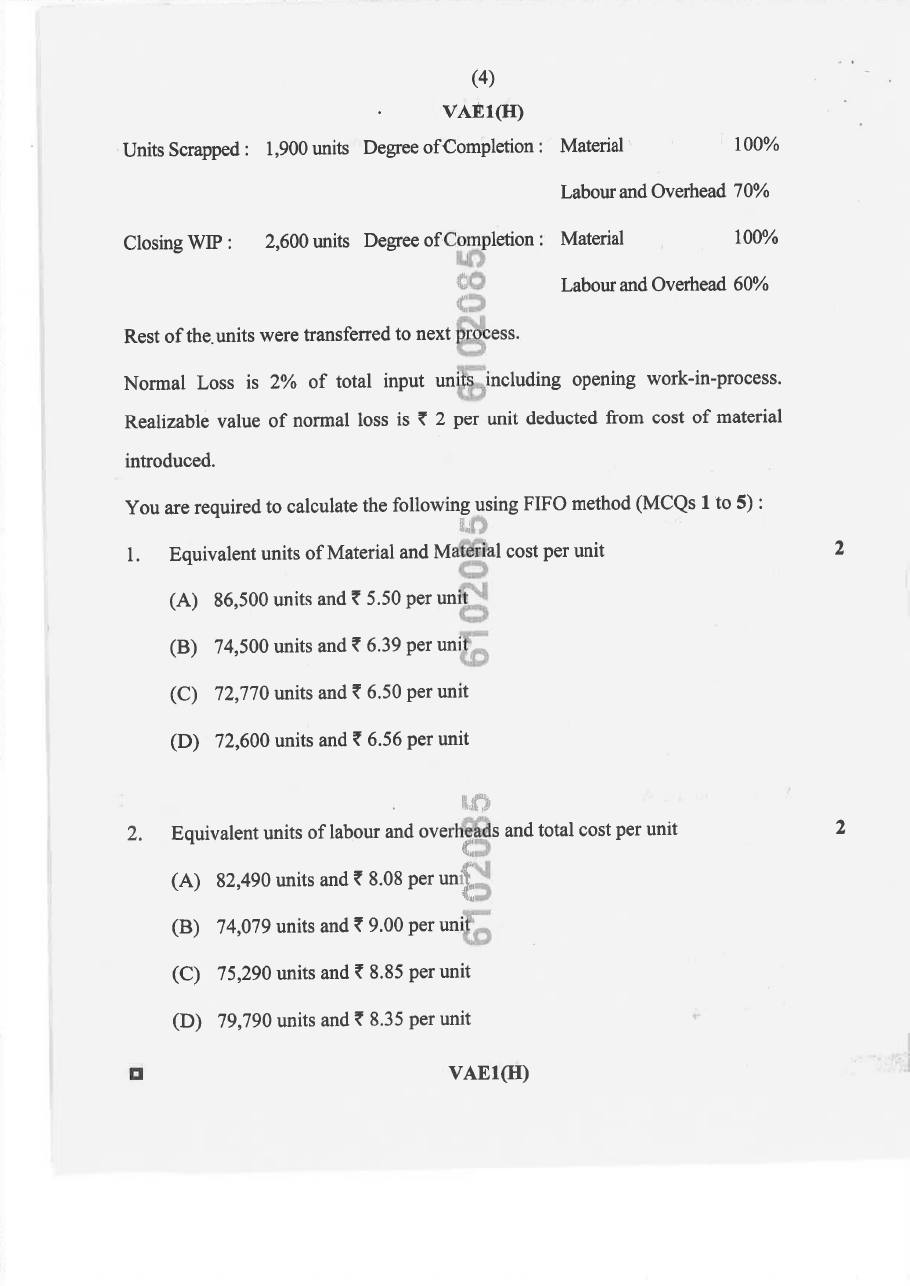 (4)
VAE1(H)
Units Scrapped : 1,900 units Degree of Completion : Material 100%
Labour and Overhead 70%
Closing WIP : 2,600 units Degree of Completion : Material 100%
Labour and Overhead 60%
Rest of the units were transferred to next process.
Normal Loss is 2% of total input units including opening work-in-process.
Realizable value of normal loss is ₹ 2 per unit deducted from cost of material
introduced.
You are required to calculate the following using FIFO method (MCQs 1 to 5) :
1. Equivalent units of Material and Material cost per unit 2
(A) 86,500 units and ₹ 5.50 per unit
(B) 74,500 units and ₹ 6.39 per unit
(C) 72,770 units and ₹ 6.50 per unit
(D) 72,600 units and ₹ 6.56 per unit
2. Equivalent units of labour and overheads and total cost per unit 2
(A) 82,490 units and ₹ 8.08 per unit
(B) 74,079 units and ₹ 9.00 per unit
(C) 75,290 units and ₹ 8.85 per unit
(D) 79,790 units and ₹ 8.35 per unit
VAE1(H)
6102085
6102085
6102085